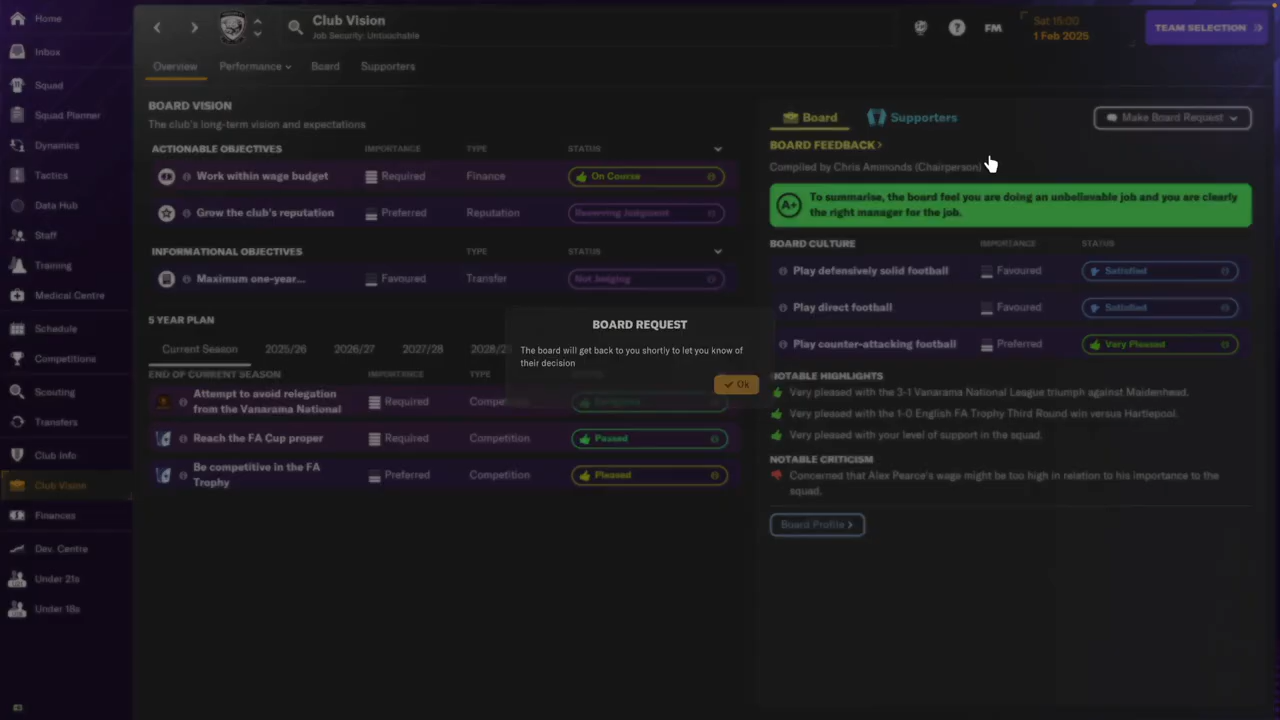 Home
Inbox
Squad
Squad Planner
Dynamics
Tactics
Data Hub
Staff
Training
Medical Centre
Schedule
Competitions
Scouting
Transfers
Club Info
Club Vision
Finances
Dev. Centre
Under 21s
Under 18s
Club Vision
Job Security: Untouchable
FM
Sat 15:00
1 Feb 2025
TEAM SELECTION
Overview
Performance
Board
Supporters
BOARD VISION
The club's long-term vision and expectations
ACTIONABLE OBJECTIVES IMPORTANCE TYPE STATUS
Work within wage budget Required Finance On Course
Grow the club's reputation Preferred Reputation Reserving Judgment
INFORMATIONAL OBJECTIVES TYPE STATUS
Maximum one-year... Favoured Transfer Not Judging
5 YEAR PLAN
Current Season 2025/26 2026/27 2027/28 2028/2
END OF CURRENT SEASON IMPORTANCE TYPE
Attempt to avoid relegation
from the Vanarama National Required Compe
Reach the FA Cup proper Required Competition Passed
Be competitive in the FA
Trophy Preferred Competition Pleased
BOARD REQUEST
The board will get back to you shortly to let you know of
their decision
Ok
Board
Supporters
Make Board Request
BOARD FEEDBACK
Compiled by Chris Ammonds (Chairperson)
A+
To summarise, the board feel you are doing an unbelievable job and you are clearly
the right manager for the job.
BOARD CULTURE IMPORTANCE STATUS
Play defensively solid football Favoured Satisfied
Play direct football Favoured Satisfied
Play counter-attacking football Preferred Very Pleased
NOTABLE HIGHLIGHTS
Very pleased with the 3-1 Vanarama National League triumph against Maidenhead.
Very pleased with the 1-0 English FA Trophy Third Round win versus Hartlepool.
Very pleased with your level of support in the squad.
NOTABLE CRITICISM
Concerned that Alex Pearce's wage might be too high in relation to his importance to the
squad.
Board Profile